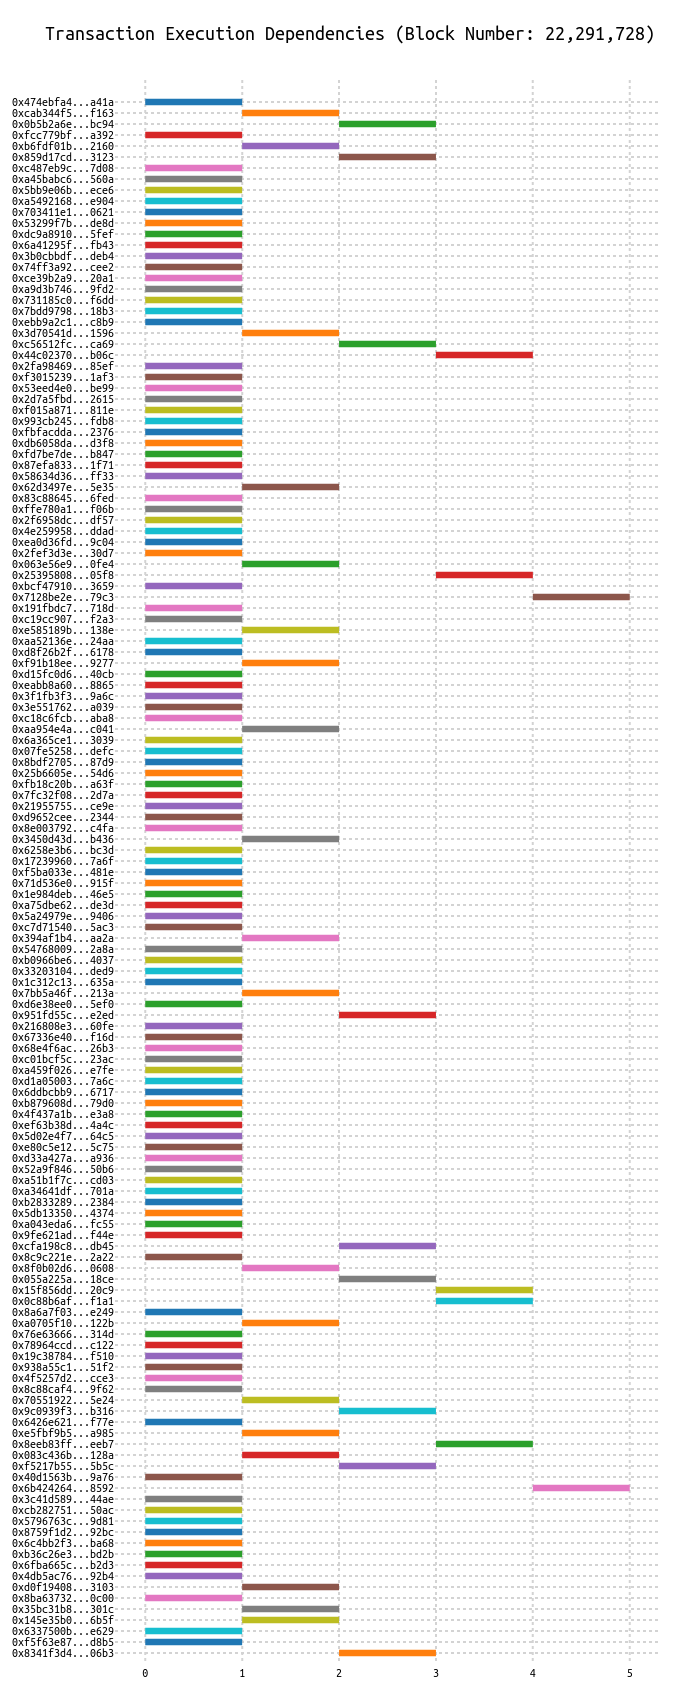 Transaction Execution Dependencies (Block Number: 22,291,728)
0x474ebfa4...a41a
0xcab344f5...f163
0x0b5b2a6e...bc94
0xfcc779bf...a392
0xb6fdf01b...2160
0x859d17cd...3123
0xc487eb9c...7d08
0xa45babc6...560a
0x5bb9e06b...ece6
0xa5492168...e904
0x703411e1...0621
0x53299f7b...de8d
0xdc9a8910...5fef
0x6a41295f...fb43
0x3b0cbbdf...deb4
0x74ff3a92...cee2
0xce39b2a9...20a1
0xa9d3b746...9fd2
0x731185c0...f6dd
0x7bdd9798...18b3
0xebb9a2c1...c8b9
0x3d70541d...1596
0xc56512fc...ca69
0x44c02370...b06c
0x2fa98469...85ef
0xf3015239...1af3
0x53eed4e0...be99
0x2d7a5fbd...2615
0xf015a871...811e
0x993cb245...fdb8
0xfbfacdda...2376
0xdb6058da...d3f8
0xfd7be7de...b847
0x87efa833...1f71
0x58634d36...ff33
0x62d3497e...5e35
0x83c88645...6fed
0xffe780a1...f06b
0x2f6958dc...df57
0x4e259958...ddad
0xea0d36fd...9c04
0x2fef3d3e...30d7
0x063e56e9...0fe4
0x25395808...05f8
0xbcf47910...3659
0x7128be2e...79c3
0x191fbdc7...718d
0xc19cc907...f2a3
0xe585189b...138e
0xaa52136e...24aa
0xd8f26b2f...6178
0xf91b18ee...9277
0xd15fc0d6...40cb
0xeabb8a60...8865
0x3f1fb3f3...9a6c
0x3e551762...a039
0xc18c6fcb...aba8
0xaa954e4a...c041
0x6a365ce1...3039
0x07fe5258...defc
0x8bdf2705...87d9
0x25b6605e...54d6
0xfb18c20b...a63f
0x7fc32f08...2d7a
0x21955755...ce9e
0xd9652cee...2344
0x8e003792...c4fa
0x3450d43d...b436
0x6258e3b6...bc3d
0x17239960...7a6f
0xf5ba033e...481e
0x71d536e0...915f
0x1e984deb...46e5
0xa75dbe62...de3d
0x5a24979e...9406
0xc7d71540...5ac3
0x394af1b4...aa2a
0x54768009...2a8a
0xb0966be6...4037
0x33203104...ded9
0x1c312c13...635a
0x7bb5a46f...213a
0xd6e38ee0...5ef0
0x951fd55c...e2ed
0x216808e3...60fe
0x67336e40...f16d
0x68e4f6ac...26b3
0xc01bcf5c...23ac
0xa459f026...e7fe
0xd1a05003...7a6c
0x6ddbcbb9...6717
0xb879608d...79d0
0x4f437a1b...e3a8
0xef63b38d...4a4c
0x5d02e4f7...64c5
0xe80c5e12...5c75
0xd33a427a...a936
0x52a9f846...50b6
0xa51b1f7c...cd03
0xa34641df...701a
0xb2833289...2384
0x5db13350...4374
0xa043eda6...fc55
0x9fe621ad...f44e
0xcfa198c8...db45
0x8c9c221e...2a22
0x8f0b02d6...0608
0x055a225a...18ce
0x15f856dd...20c9
0x0c88b6af...f1a1
0x8a6a7f03...e249
0xa0705f10...122b
0x76e63666...314d
0x78964ccd...c122
0x19c38784...f510
0x938a55c1...51f2
0x4f5257d2...cce3
0x8c88caf4...9f62
0x70551922...5e24
0x9c0939f3...b316
0x6426e621...f77e
0xe5fbf9b5...a985
0x8eeb83ff...eeb7
0x083c436b...128a
0xf5217b55...5b5c
0x40d1563b...9a76
0x6b424264...8592
0x3c41d589...44ae
0xcb282751...50ac
0x5796763c...9d81
0x8759f1d2...92bc
0x6c4bb2f3...ba68
0xb36c26e3...bd2b
0x6fba665c...b2d3
0x4db5ac76...92b4
0xd0f19408...3103
0x8ba63732...0c00
0x35bc31b8...301c
0x145e35b0...6b5f
0x6337500b...e629
0xf5f63e87...d8b5
0x8341f3d4...06b3
0 1 2 3 4 5